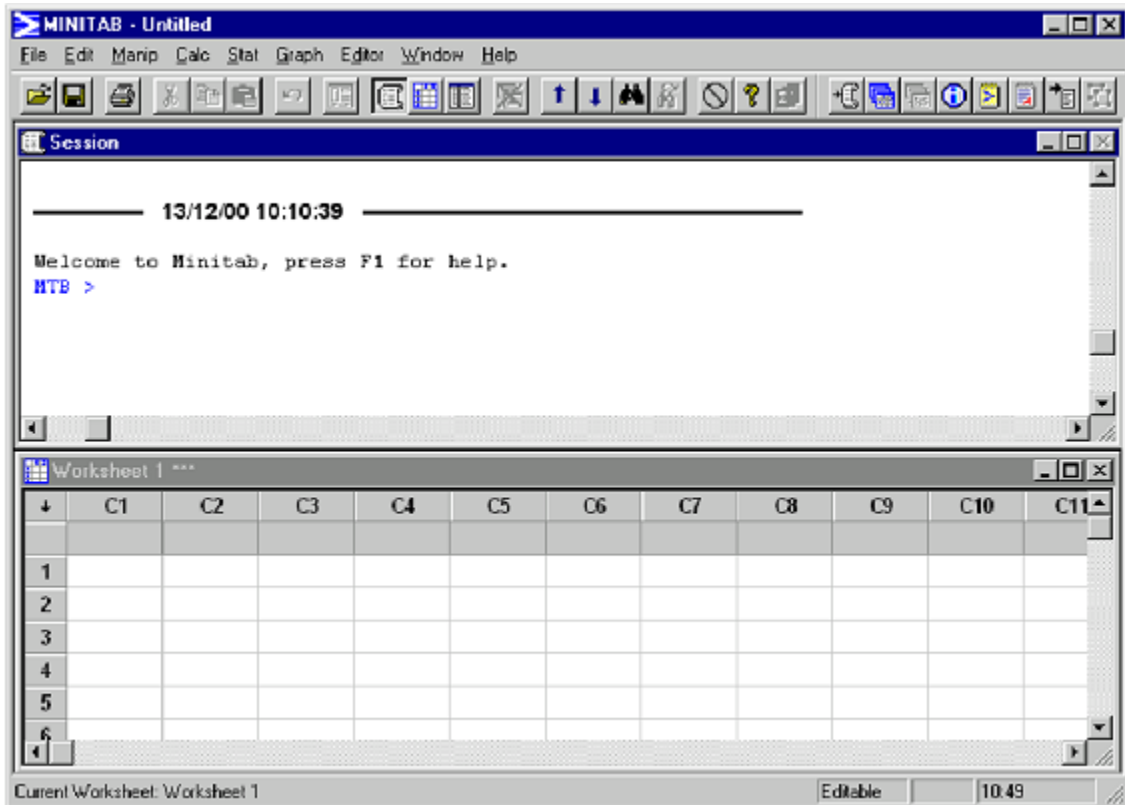 MINITAB - Untitled
File Edit Manip Calc Stat Graph Editor Window Help
Session
13/12/00 10:10:39
Welcome to Minitab, press F1 for help.
MTB >
Worksheet 1 ***
C1 C2 C3 C4 C5 C6 C7 C8 C9 C10 C11
1
2
3
4
5
6
Current Worksheet: Worksheet 1 Editable 10:49